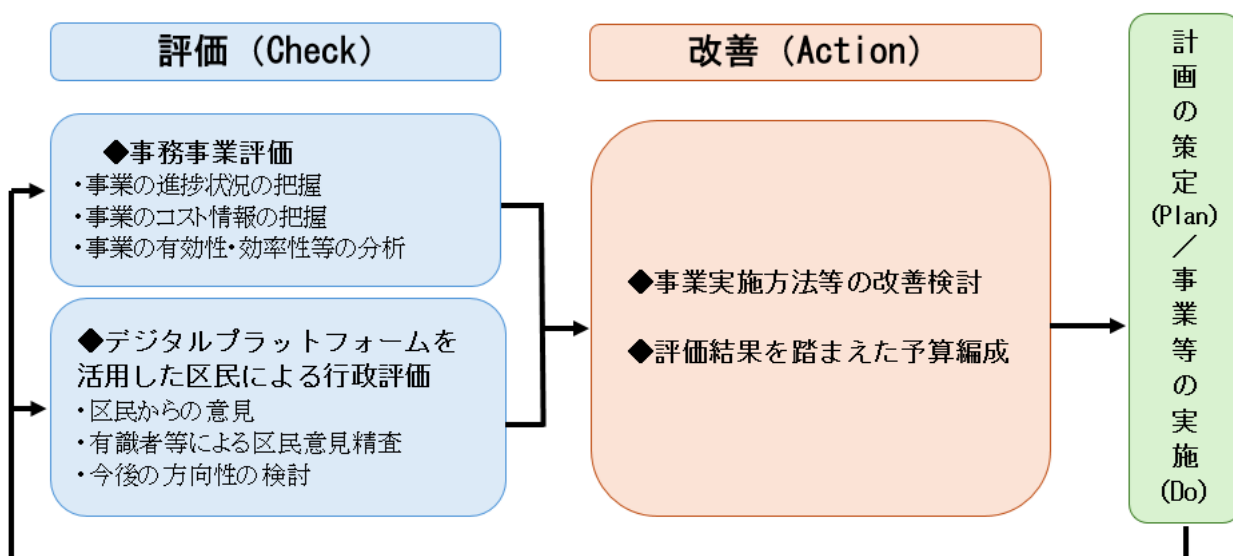 評価 (Check)
◆事務事業評価
・事業の進捗状況の把握
・事業のコスト情報の把握
・事業の有効性・効率性等の分析
◆デジタルプラットフォームを
活用した区民による行政評価
・区民からの意見
・有識者等による区民意見精査
・今後の方向性の検討
改善 (Action)
◆事業実施方法等の改善検討
◆評価結果を踏まえた予算編成
計画の策定(Plan)／事業等の実施(Do)